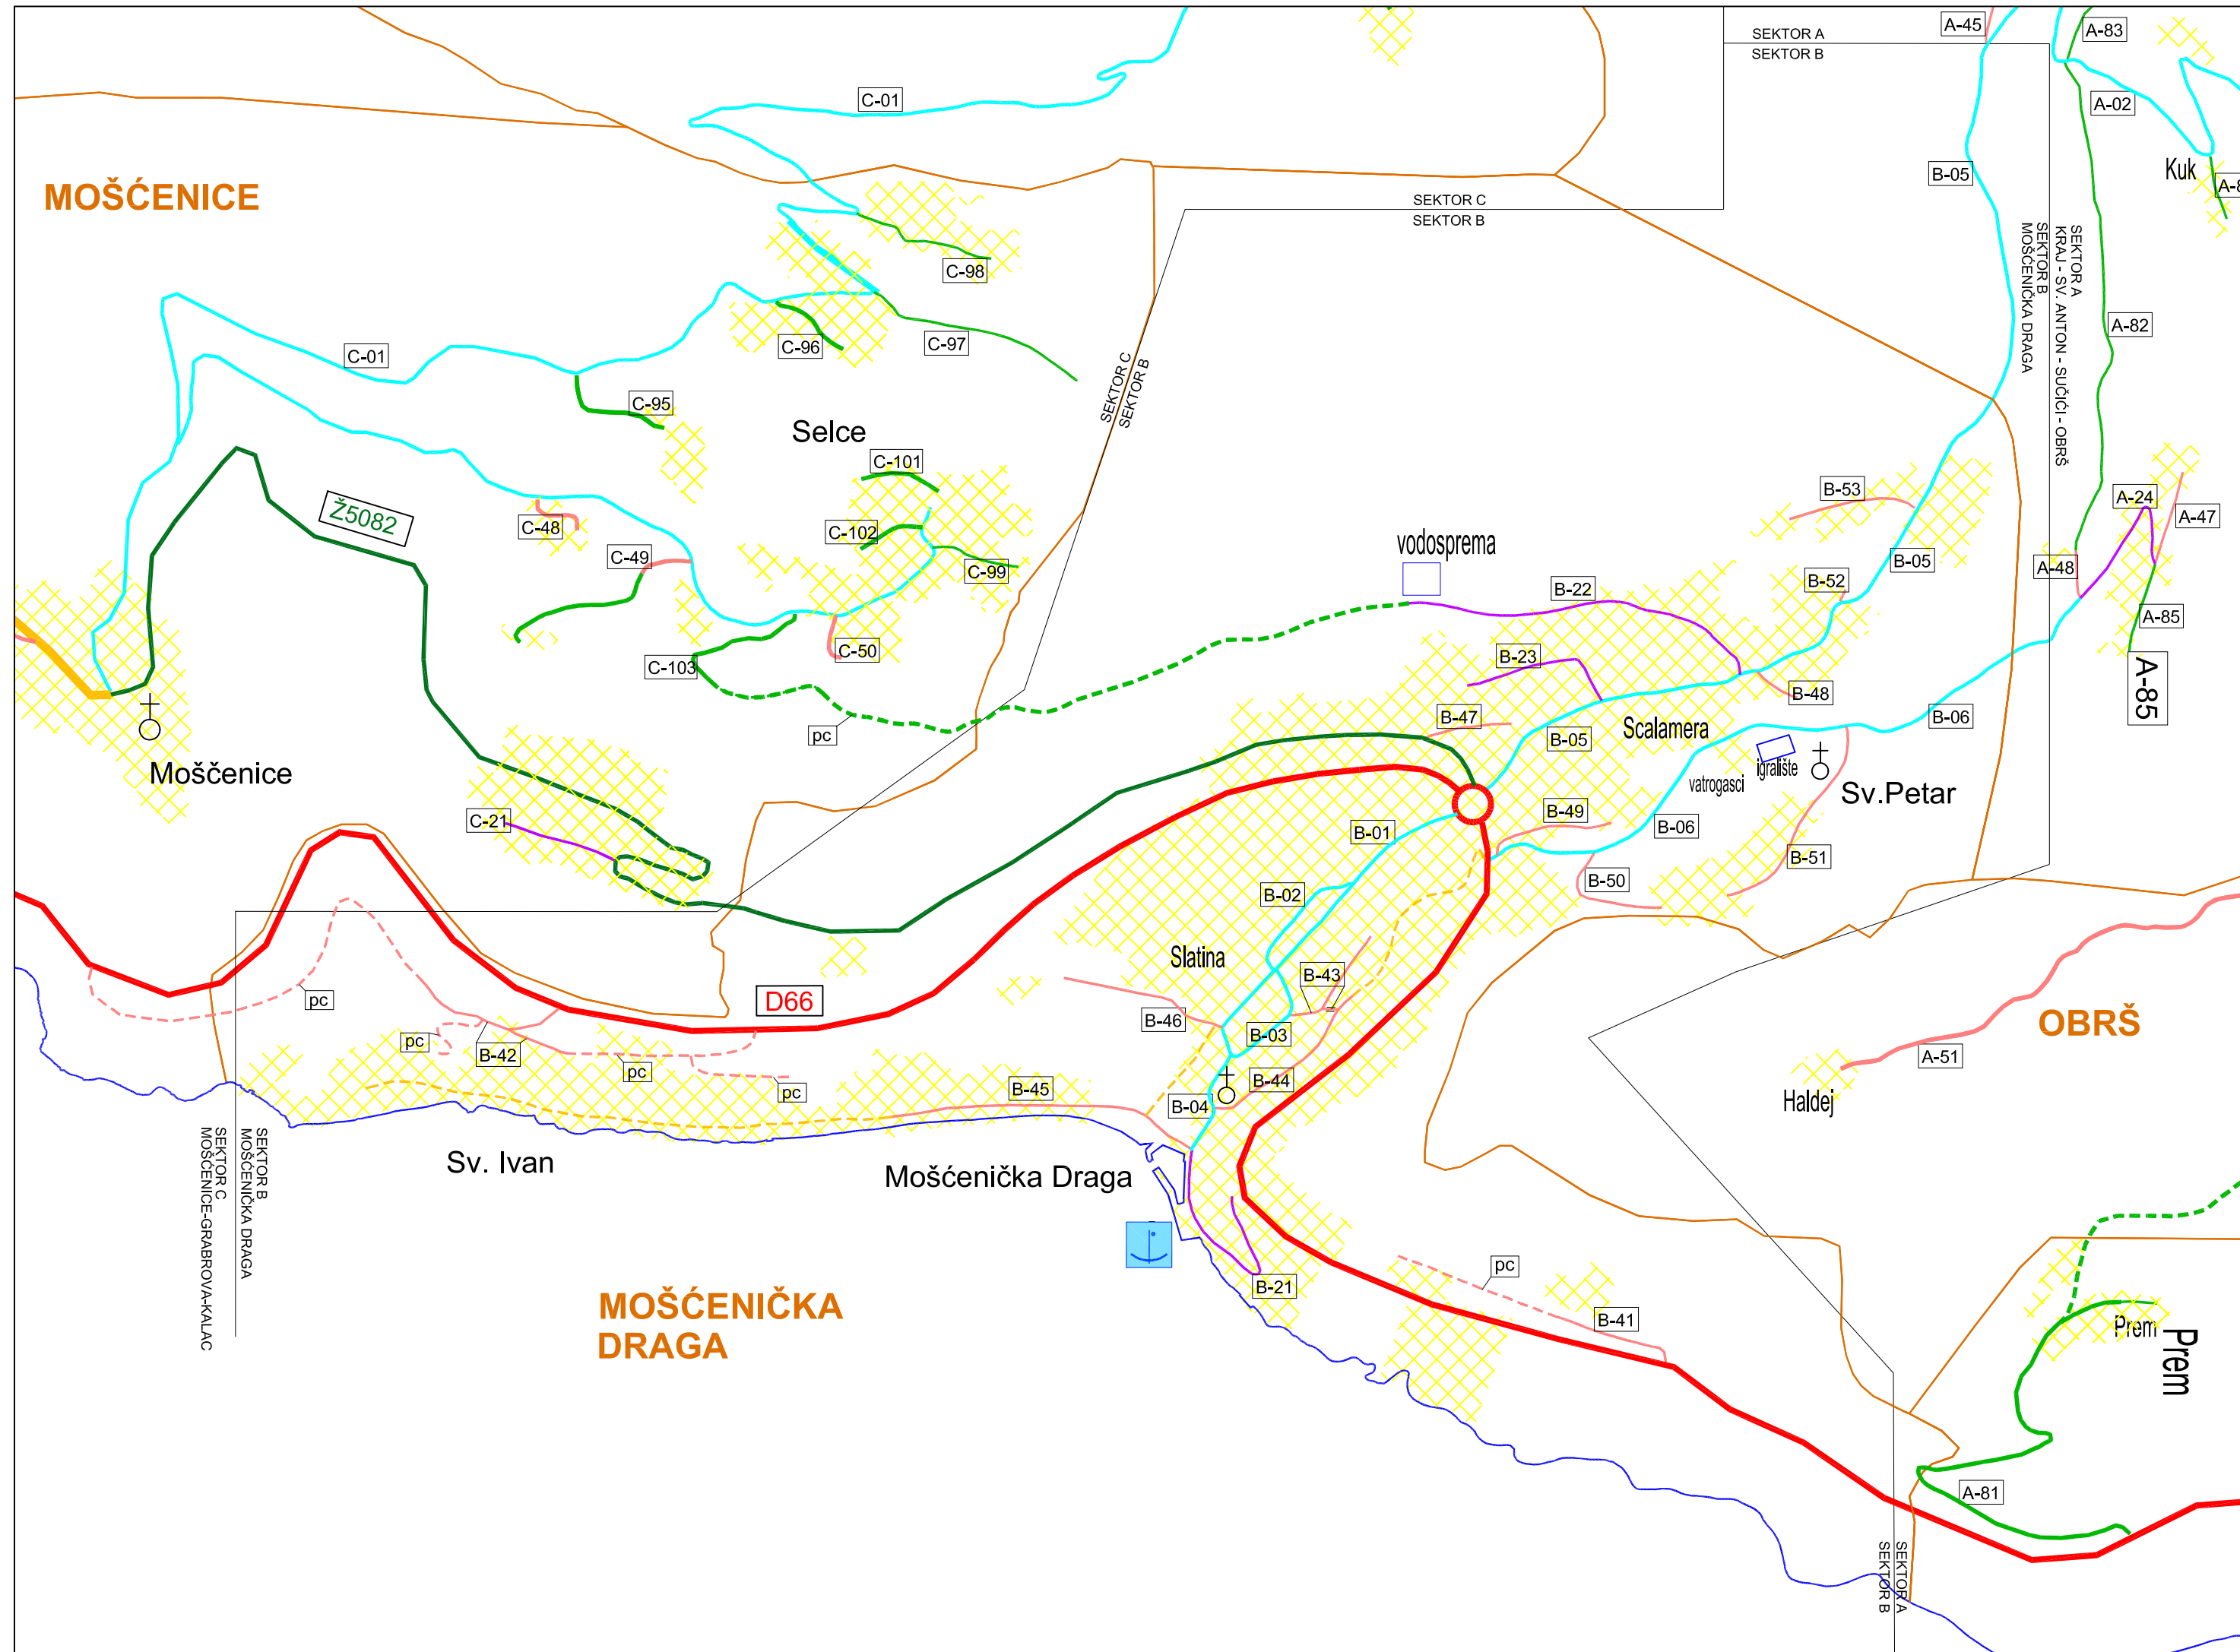 A-45
SEKTOR A
SEKTOR B
A-83
C-01
A-02
MOŠĆENICE
B-05
Kuk
SEKTOR C
SEKTOR B
SEKTOR A
KRAJ - SV. ANTON - SUČIĆI - OBRŠ
SEKTOR B
MOŠĆENIČKA DRAGA
C-98
A-82
C-01
C-96
C-97
SEKTOR C
SEKTOR B
C-95
Selce
C-101
Ž5082
C-48
C-102
C-49
C-99
C-50
C-103
pc
vodosprema
B-22
B-53
B-05
B-52
A-24
A-47
A-48
A-85
A-85
B-23
B-48
B-47
B-05
Scalamera
B-06
vatrogasci
igralište
Sv.Petar
Moščenice
C-21
B-01
B-49
B-06
B-51
B-50
B-02
Slatina
B-43
D66
pc
B-46
B-03
OBRŠ
pc
B-42
pc
pc
B-45
B-44
B-04
A-51
Haldej
SEKTOR B
MOŠĆENIČKA DRAGA
SEKTOR C
MOŠĆENICE-GRABROVA-KALAC
Sv. Ivan
Mošćenička Draga
B-21
pc
B-41
MOŠĆENIČKA
DRAGA
Prem
Prem
A-81
SEKTOR A
SEKTOR B